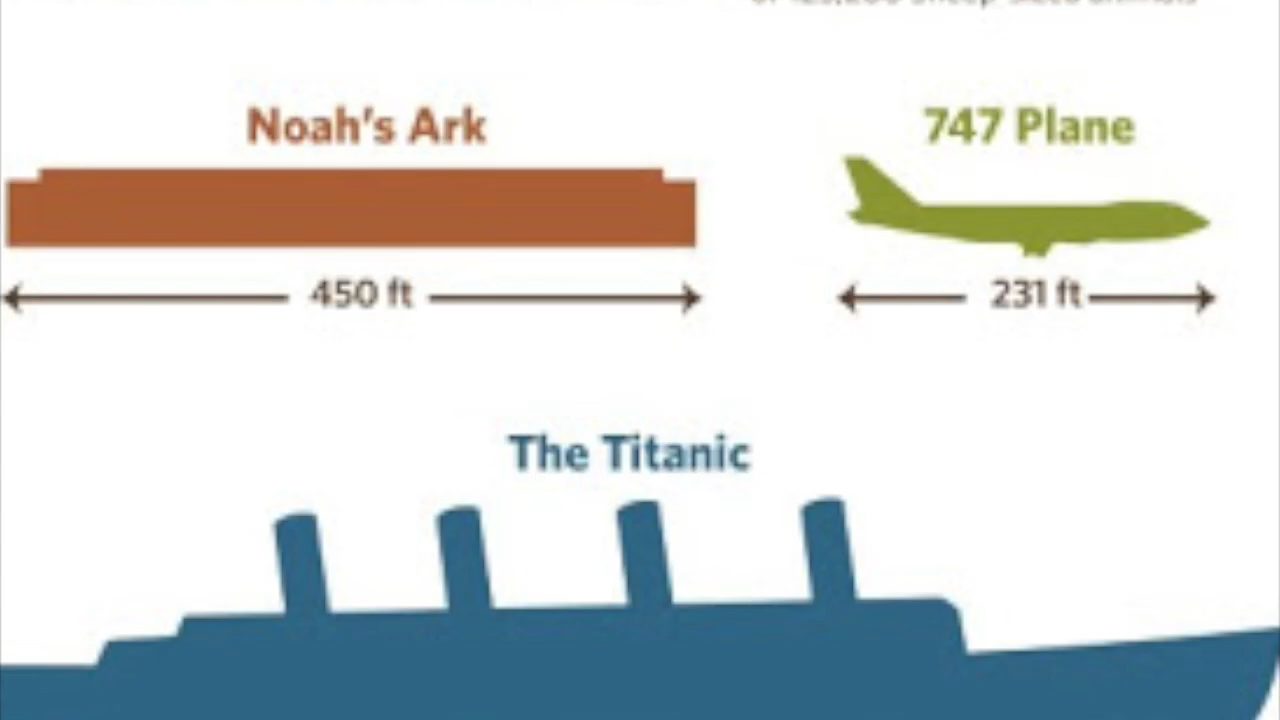 Noah's Ark
747 Plane
450 ft
231 ft
The Titanic